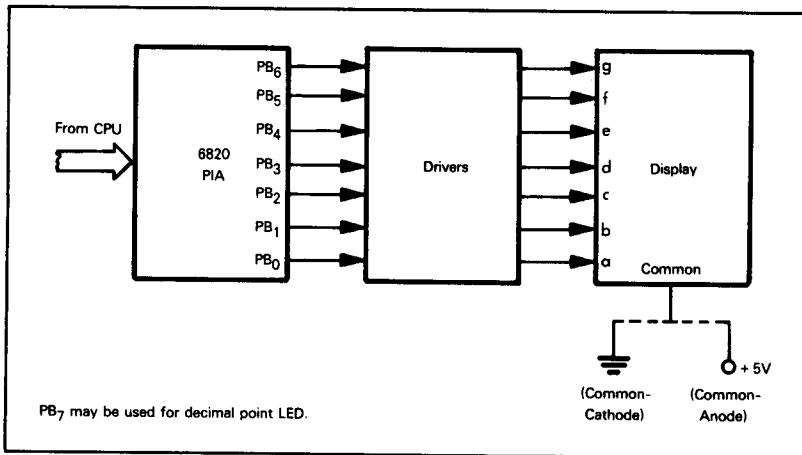 From CPU
6820
PIA
PB6
PB5
PB4
PB3
PB2
PB1
PB0
Drivers
g
f
e
d
c
b
a
Display
Common
+ 5V
(Common-
Cathode)
(Common-
Anode)
PB7 may be used for decimal point LED.